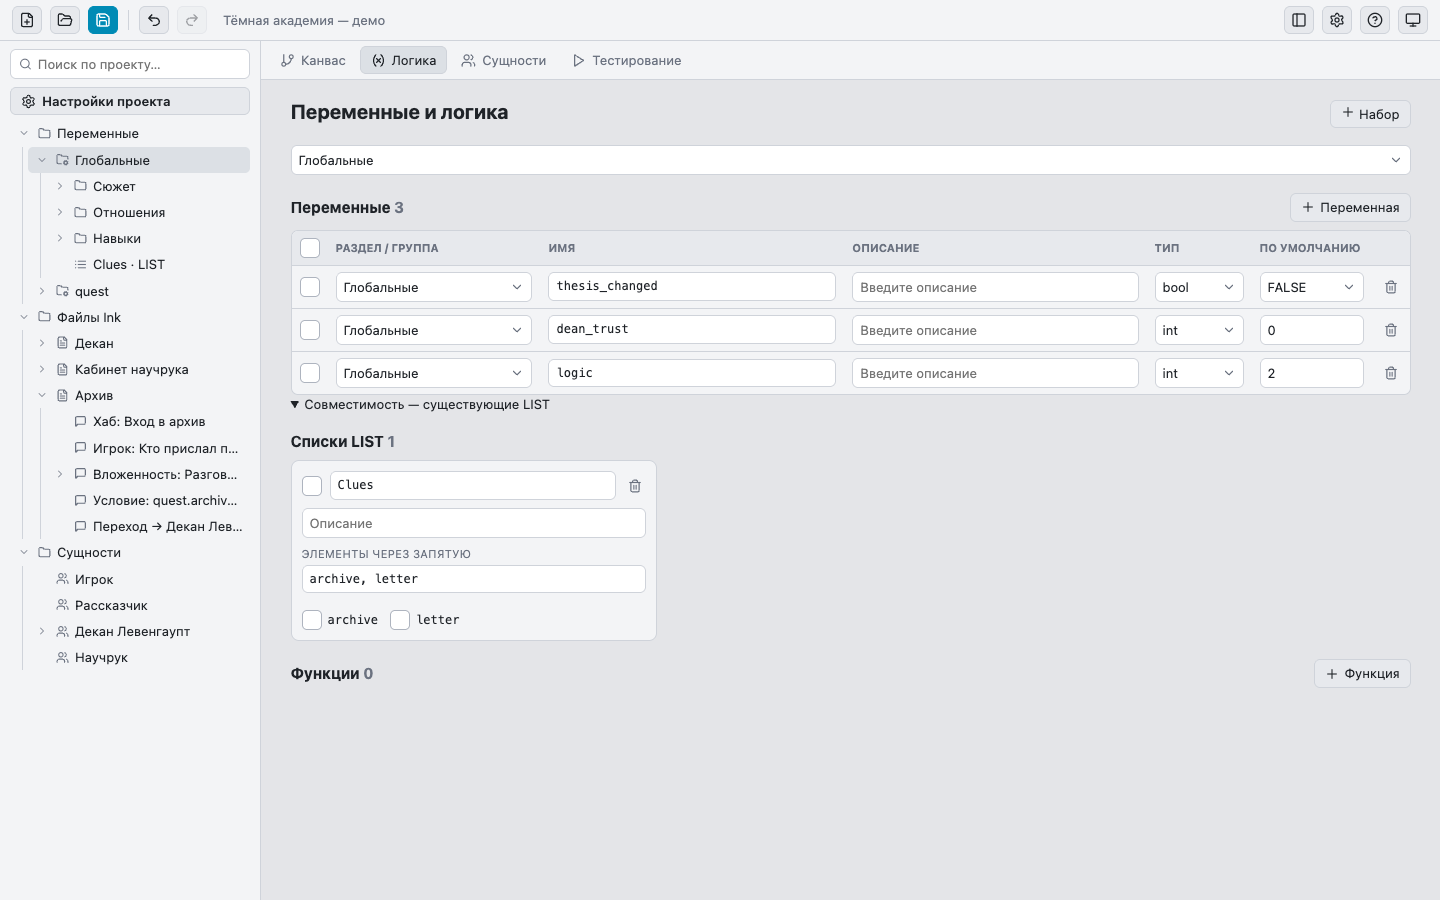 Тёмная академия — демо
Поиск по проекту...
Настройки проекта
Переменные
Глобальные
Сюжет
Отношения
Навыки
Clues · LIST
quest
Файлы Ink
Декан
Кабинет научрука
Архив
Хаб: Вход в архив
Игрок: Кто прислал п...
Вложенность: Разгов...
Условие: quest.archiv...
Переход → Декан Лев...
Сущности
Игрок
Рассказчик
Декан Левенгаупт
Научрук
Канвас
Логика
Сущности
Тестирование
Переменные и логика
+ Набор
Глобальные
Переменные 3
+ Переменная
РАЗДЕЛ / ГРУППА ИМЯ ОПИСАНИЕ ТИП ПО УМОЛЧАНИЮ
Глобальные thesis_changed Введите описание bool FALSE
Глобальные dean_trust Введите описание int 0
Глобальные logic Введите описание int 2
▼ Совместимость — существующие LIST
Списки LIST 1
Clues
Описание
ЭЛЕМЕНТЫ ЧЕРЕЗ ЗАПЯТУЮ
archive, letter
archive letter
Функции 0
+ Функция